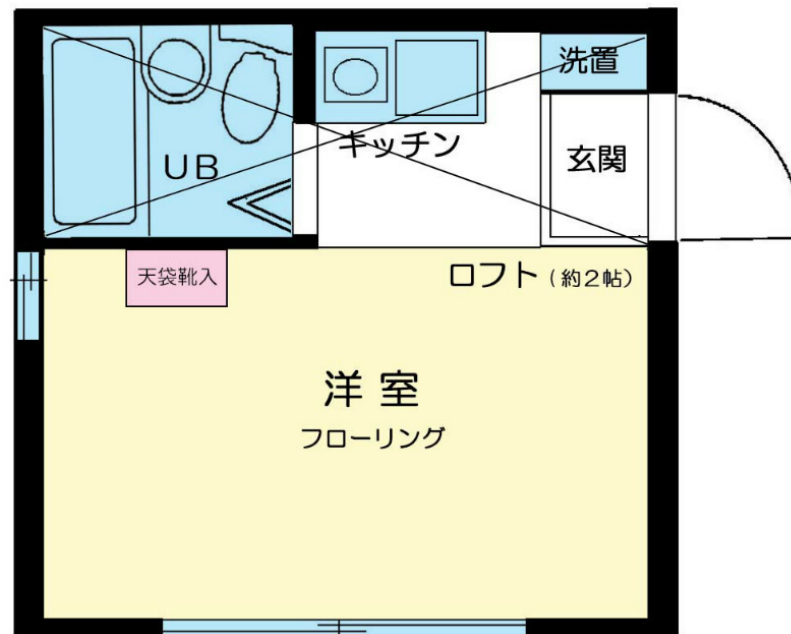 洗置
キッチン
玄関
UB
天袋靴入
ロフト(約2帖)
洋室
フローリング